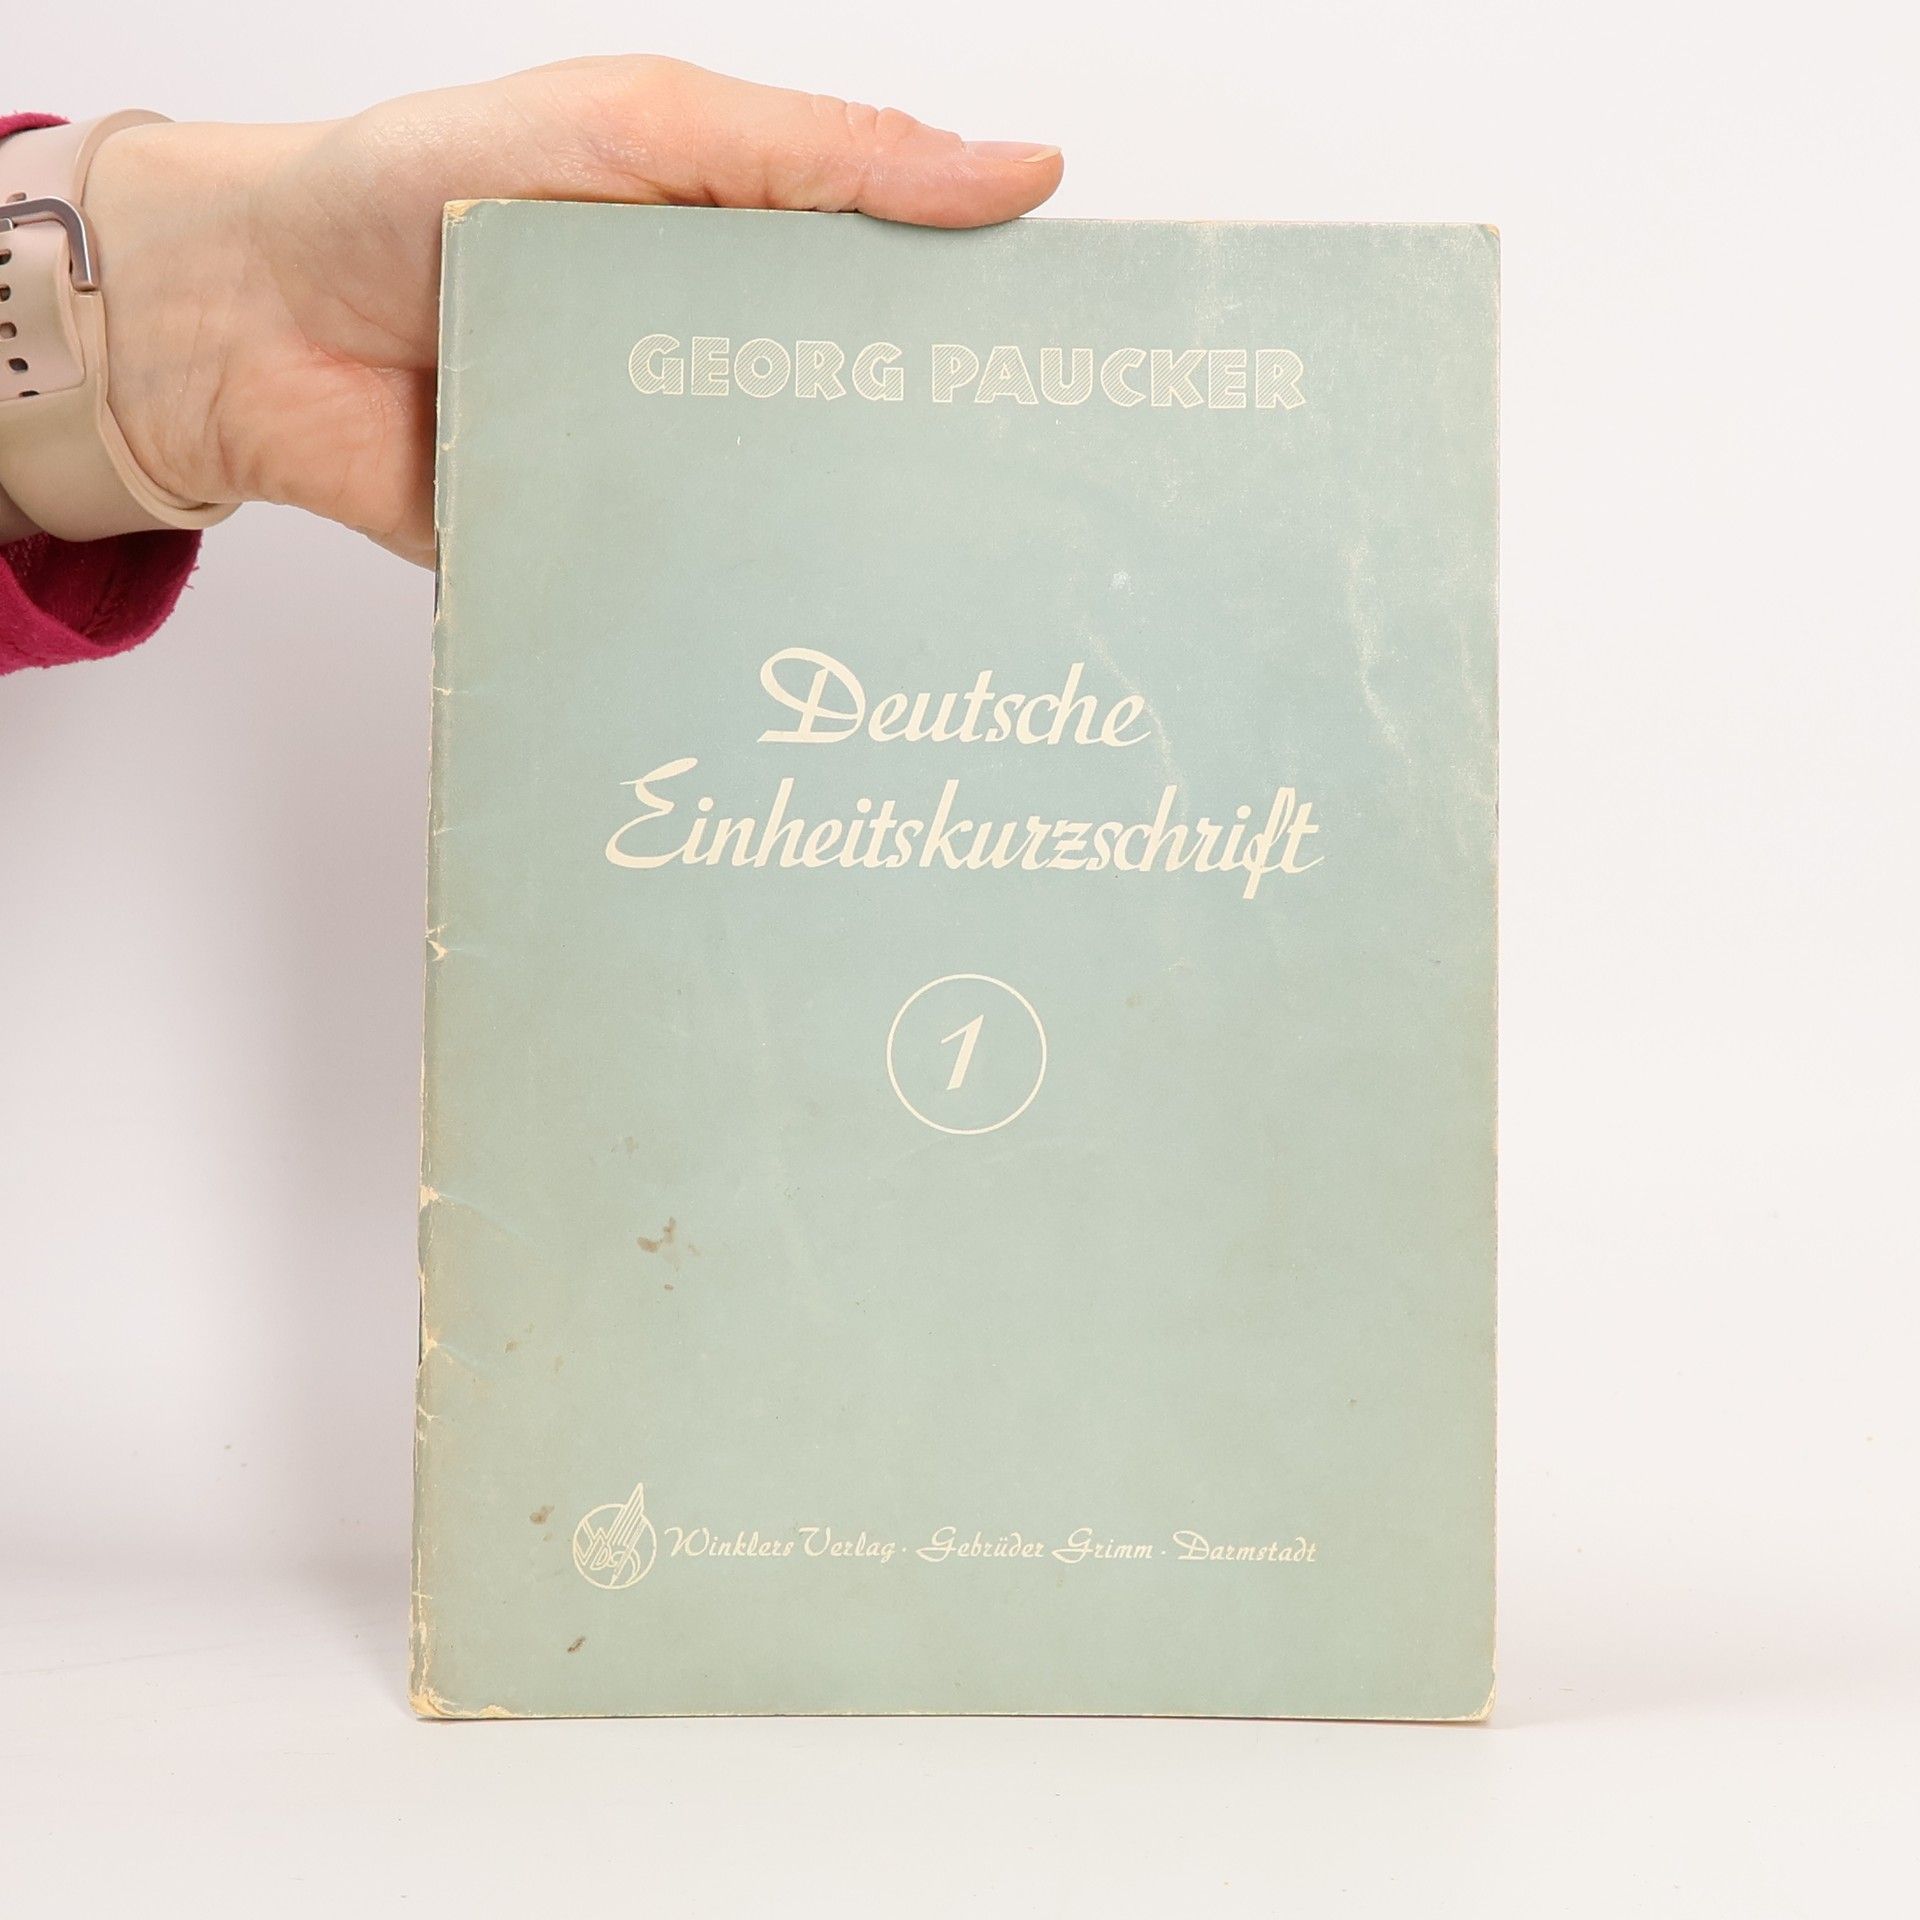 GEORG PAUCKER
Deutsche
Einheitskurzschrift
1
Winklers Verlag · Gebrüder Grimm · Darmstadt